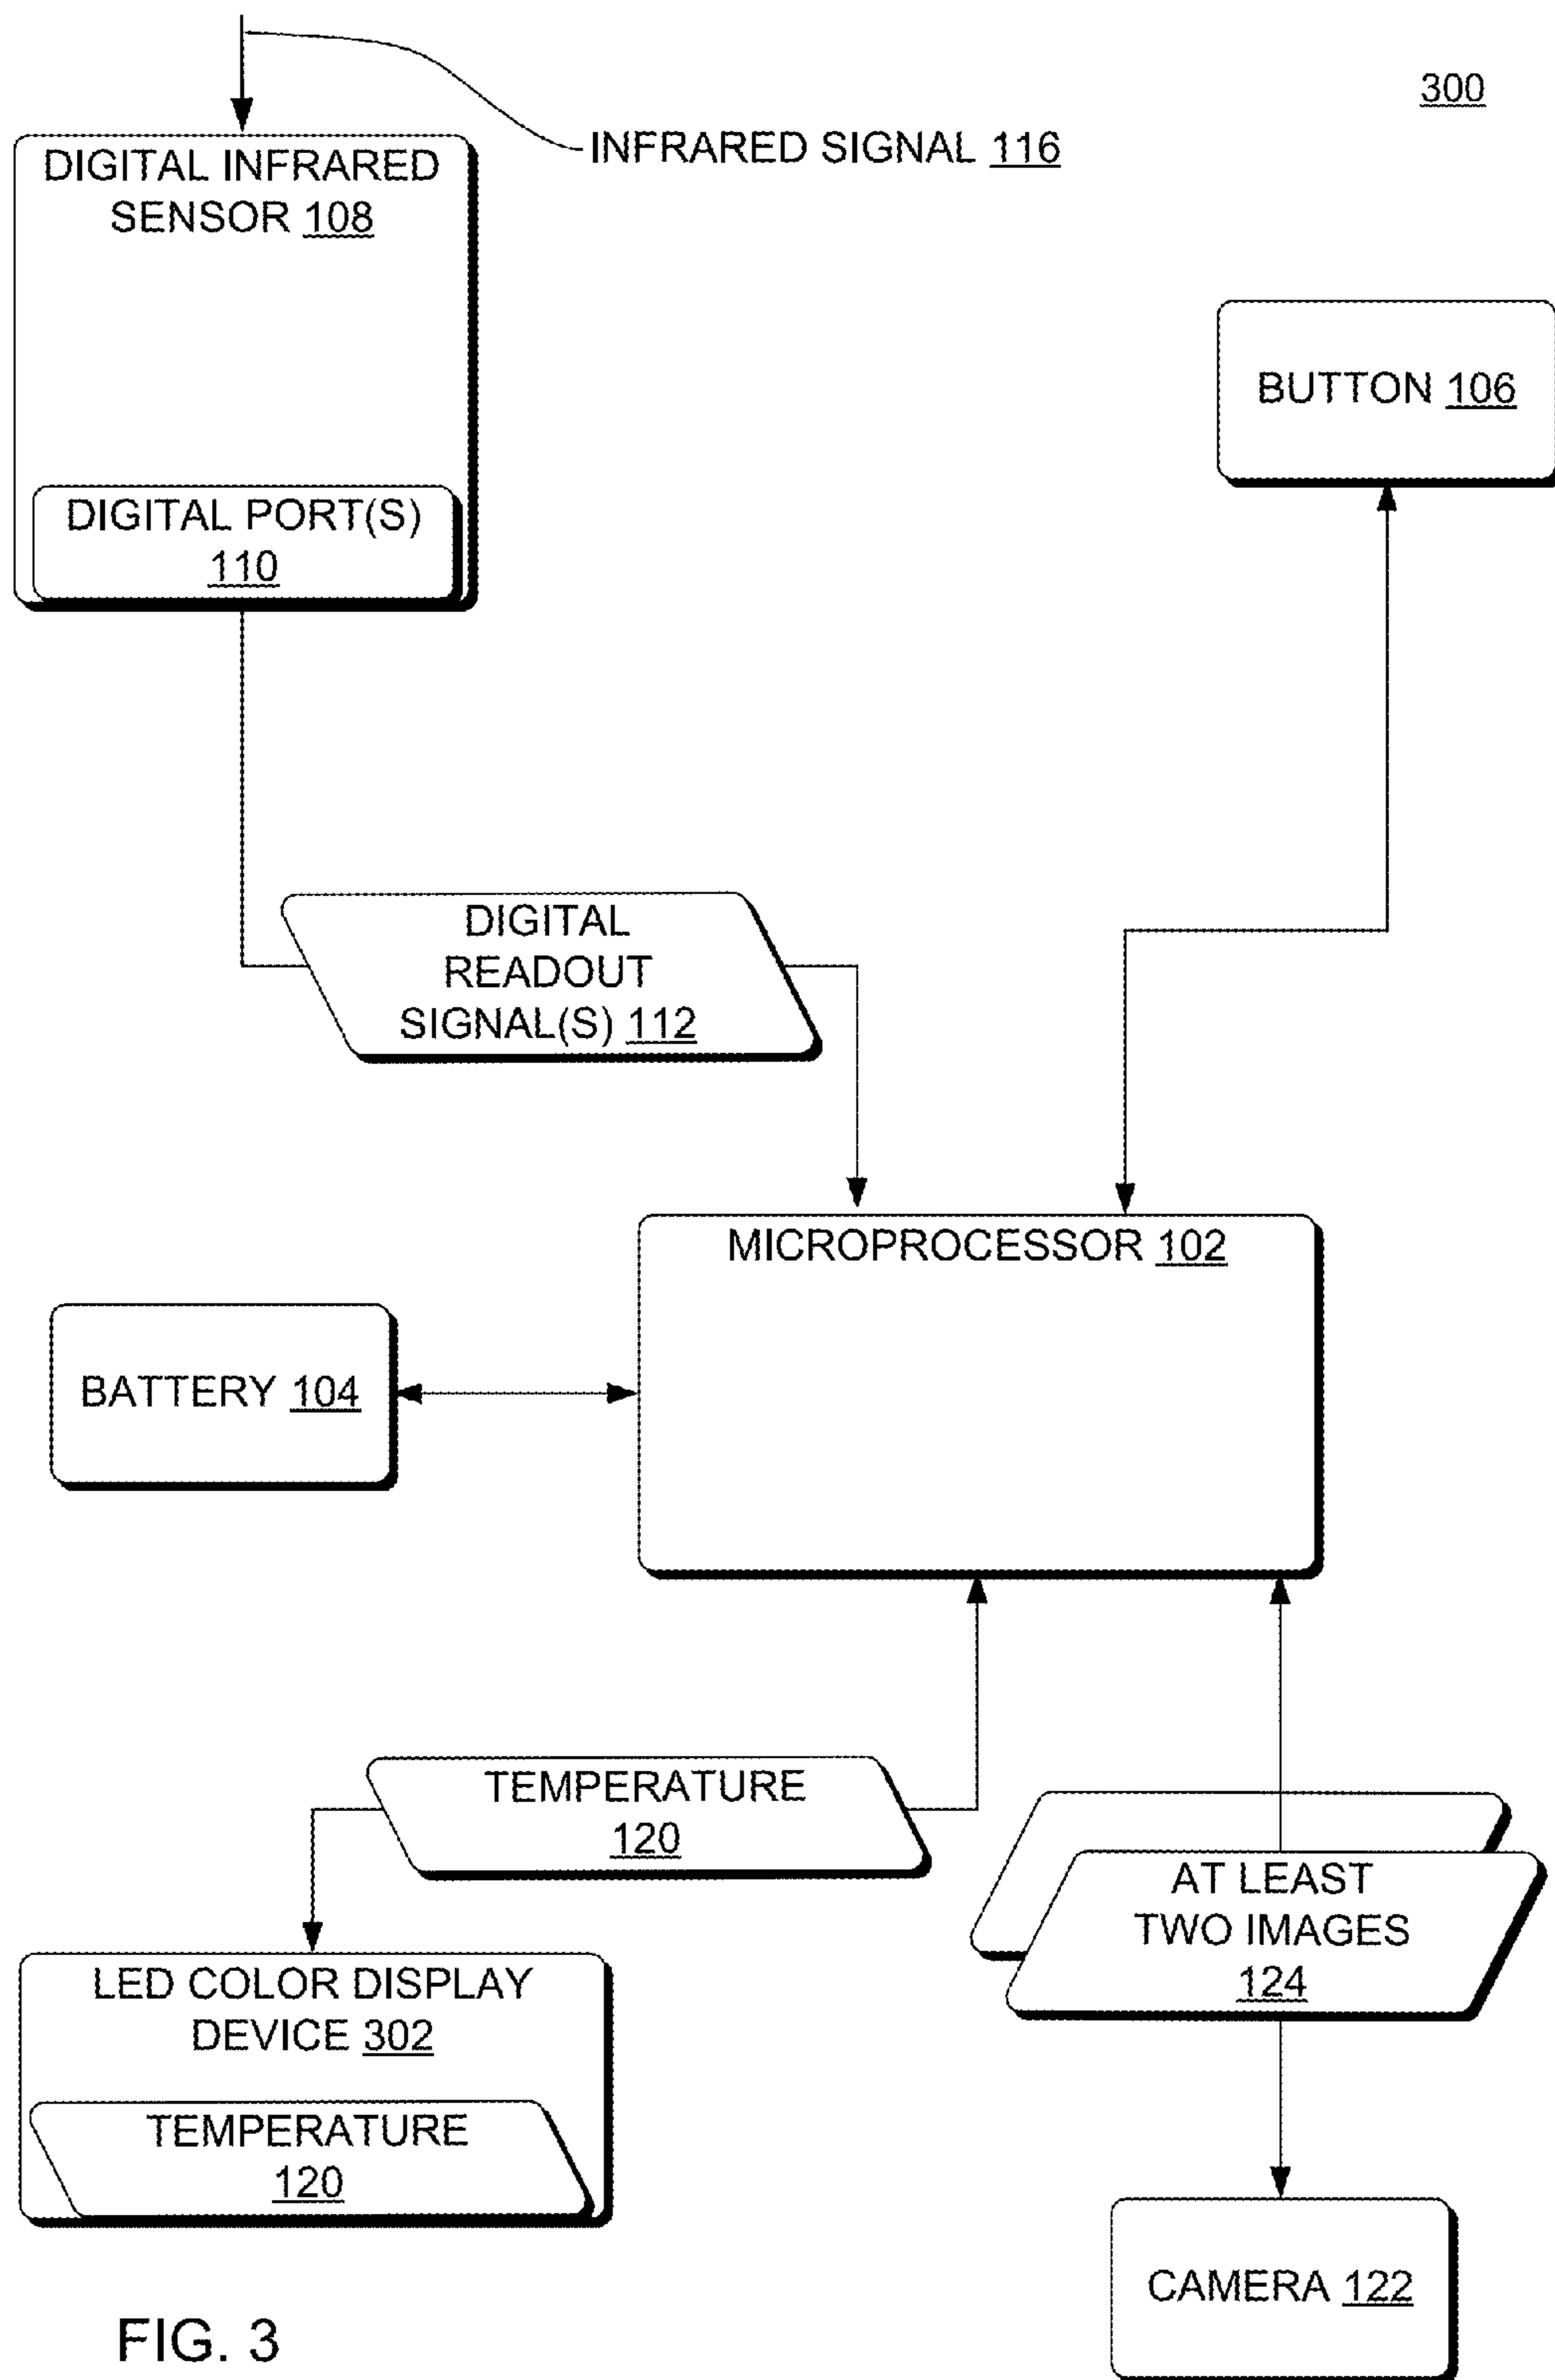 300
INFRARED SIGNAL 116
DIGITAL INFRARED
SENSOR 108
BUTTON 106
DIGITAL PORT(S)
110
DIGITAL
READOUT
SIGNAL(S) 112
MICROPROCESSOR 102
BATTERY 104
TEMPERATURE
120
AT LEAST
TWO IMAGES
124
LED COLOR DISPLAY
DEVICE 302
TEMPERATURE
120
CAMERA 122
FIG. 3